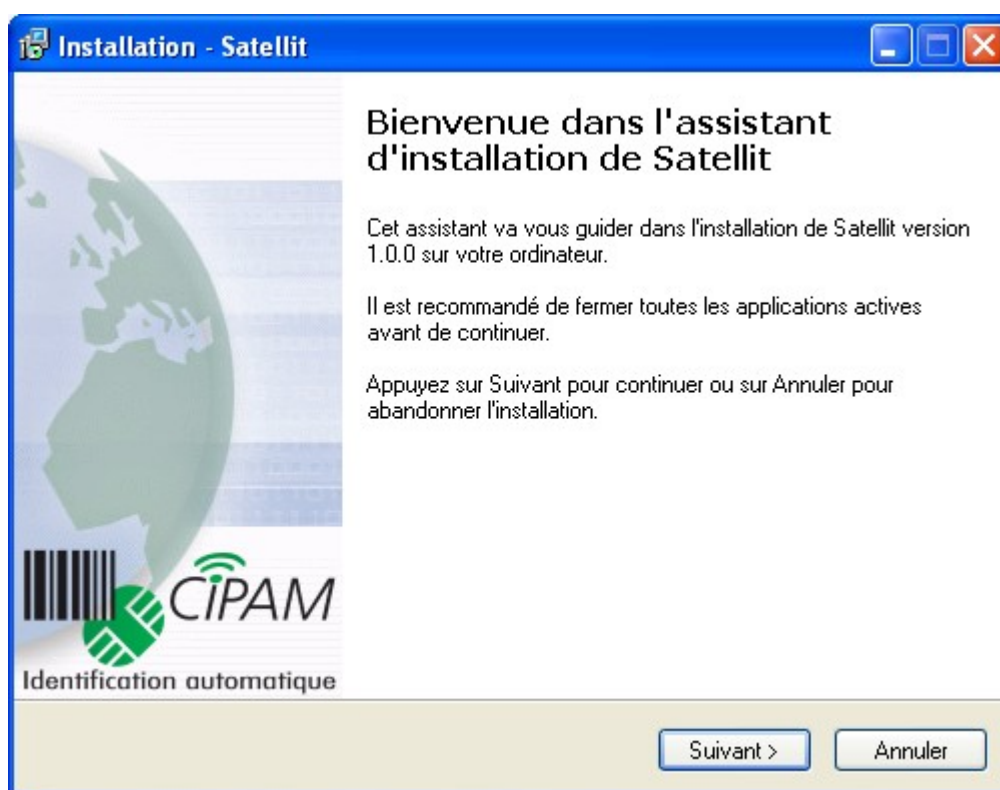 Installation - Satellit
Bienvenue dans l'assistant
d'installation de Satellit
Cet assistant va vous guider dans l'installation de Satellit version
1.0.0 sur votre ordinateur.
Il est recommandé de fermer toutes les applications actives
avant de continuer.
Appuyez sur Suivant pour continuer ou sur Annuler pour
abandonner l'installation.
CiPAM
Identification automatique
Suivant >
Annuler